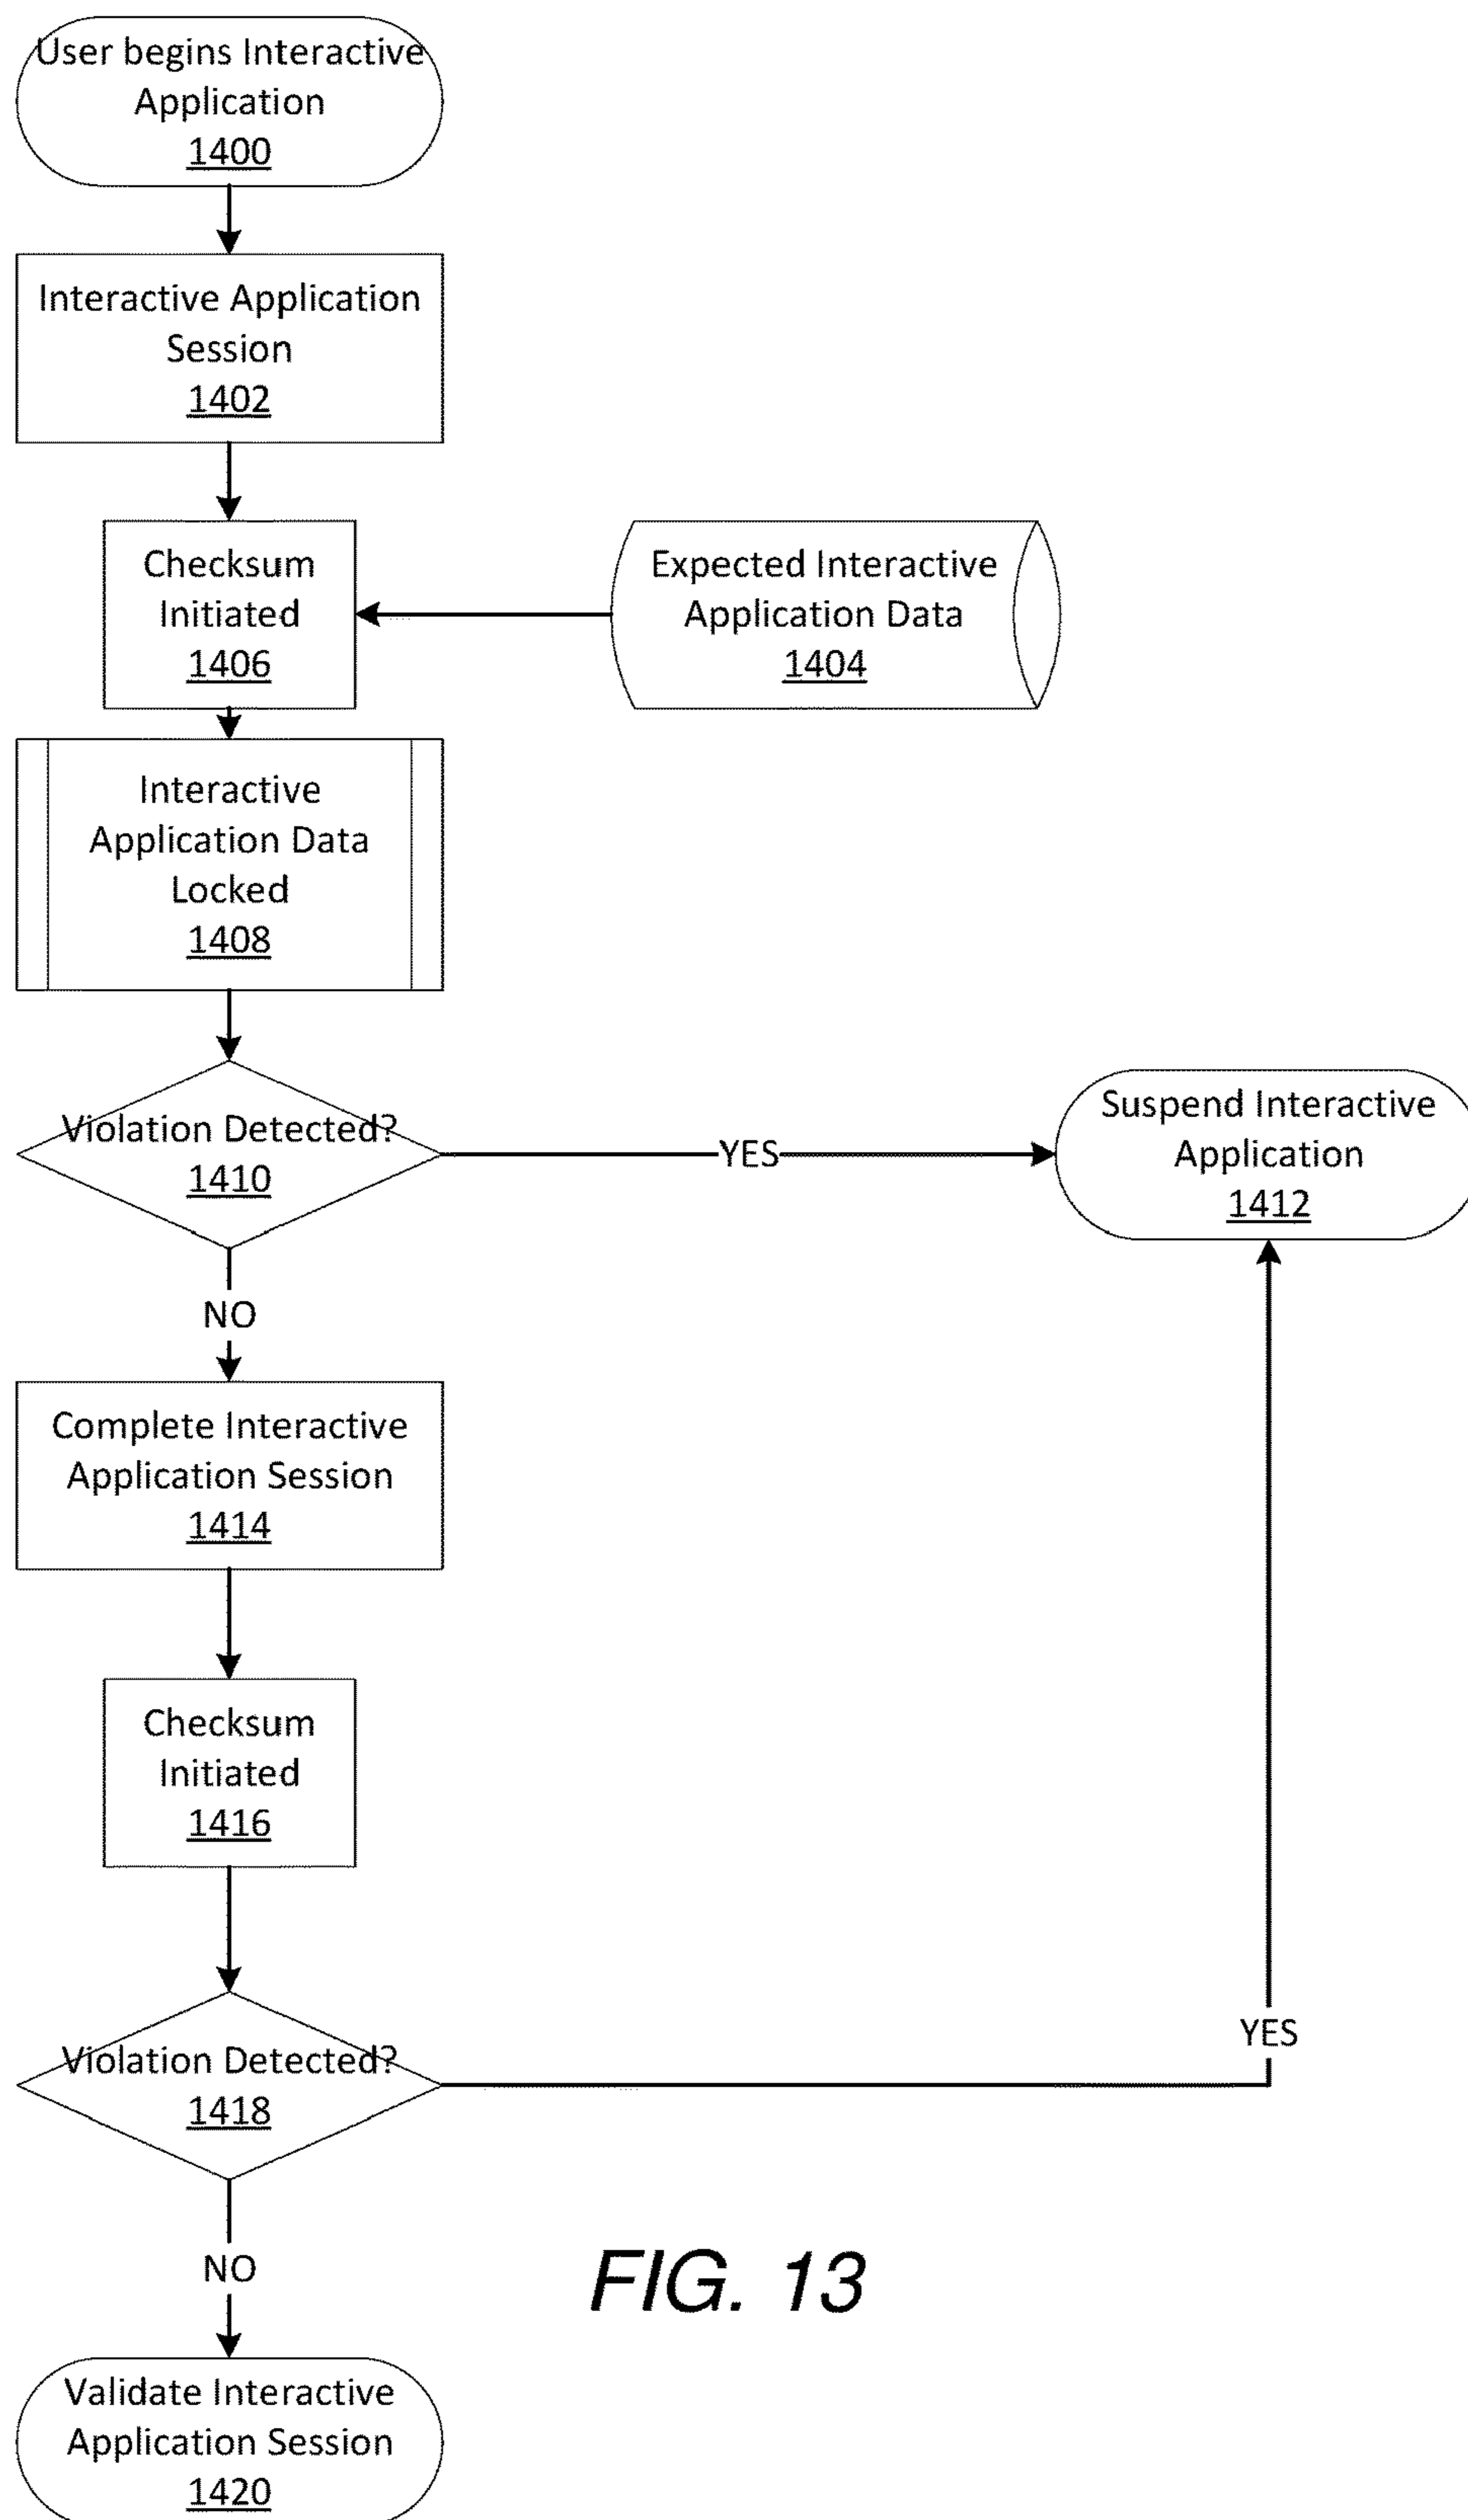 User begins Interactive
Application
1400
Interactive Application
Session
1402
Checksum
Initiated
1406
Expected Interactive
Application Data
1404
Interactive
Application Data
Locked
1408
Violation Detected?
1410
YES
Suspend Interactive
Application
1412
NO
Complete Interactive
Application Session
1414
Checksum
Initiated
1416
YES
Violation Detected?
1418
NO
FIG. 13
Validate Interactive
Application Session
1420